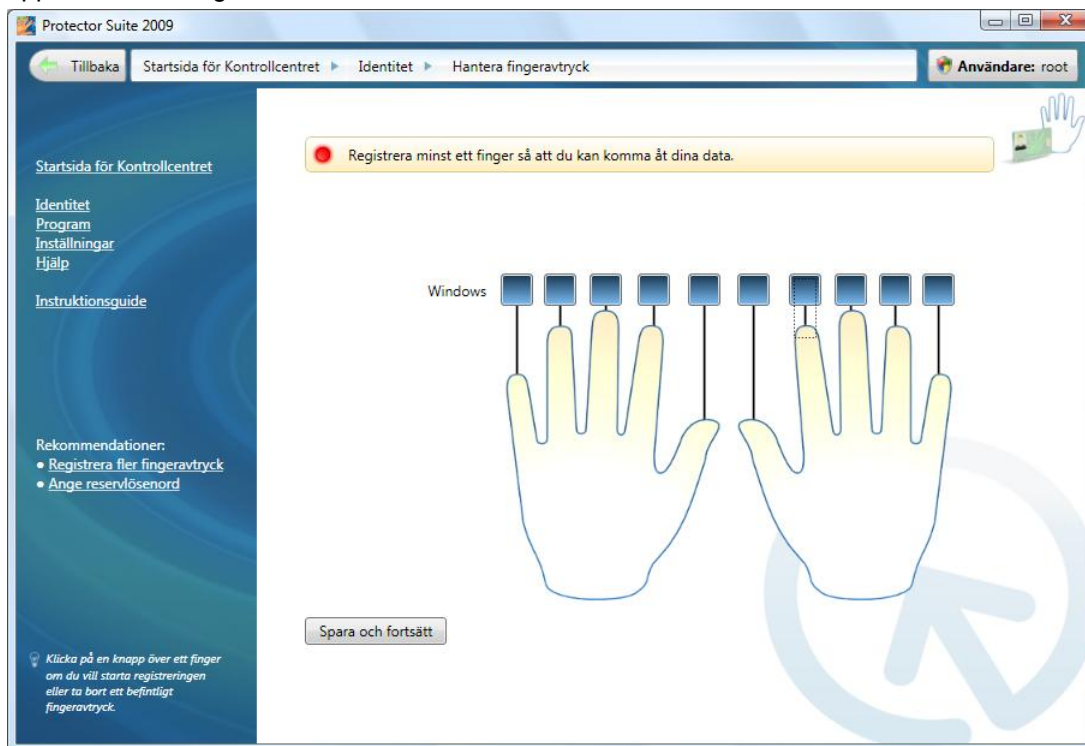 Protector Suite 2009
Tillbaka
Startsida för Kontrollcentret
Identitet
Hantera fingeravtryck
Användare: root
Registrera minst ett finger så att du kan komma åt dina data.
Startsida för Kontrollcentret
Identitet
Program
Inställningar
Hjälp
Instruktionsguide
Windows
Rekommendationer:
• Registrera fler fingeravtryck
• Ange reservlösenord
Spara och fortsätt
Klicka på en knapp över ett finger
om du vill starta registreringen
eller ta bort ett befintligt
fingeravtryck.